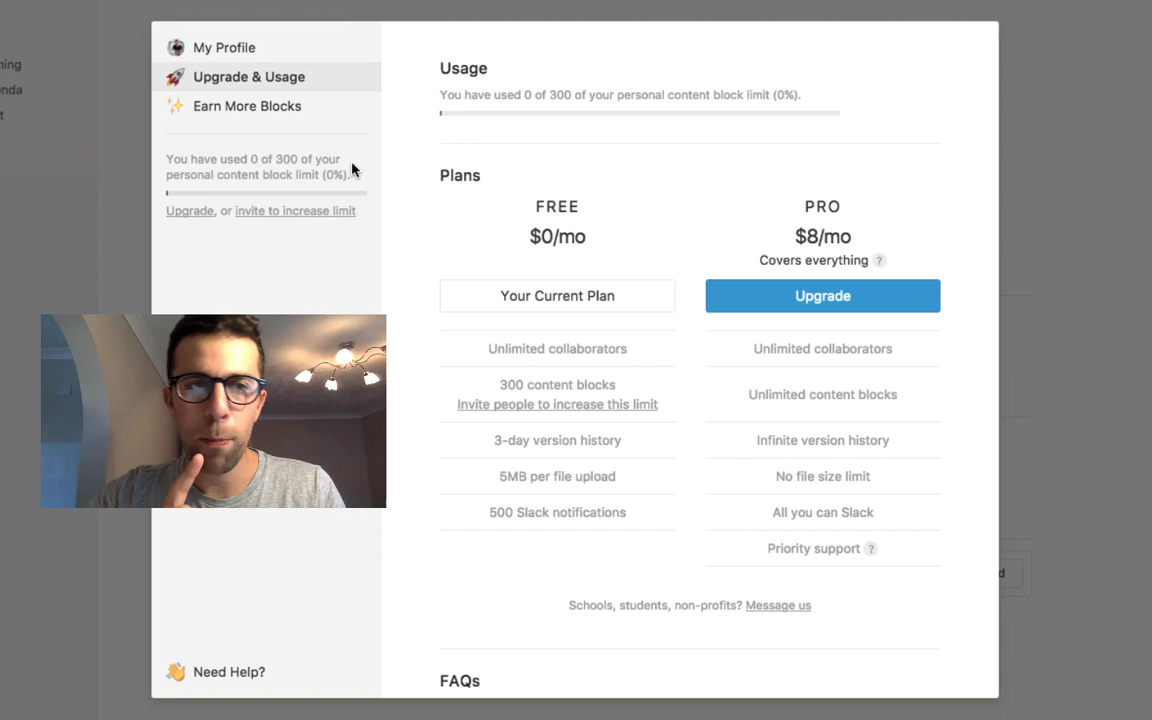 ning
enda
t
My Profile
Upgrade & Usage
Earn More Blocks
You have used 0 of 300 of your
personal content block limit (0%).
Upgrade, or invite to increase limit
Need Help?
Usage
You have used 0 of 300 of your personal content block limit (0%).
Plans
FREE
$0/mo
Your Current Plan
Unlimited collaborators
300 content blocks
Invite people to increase this limit
3-day version history
5MB per file upload
500 Slack notifications
PRO
$8/mo
Covers everything ?
Upgrade
Unlimited collaborators
Unlimited content blocks
Infinite version history
No file size limit
All you can Slack
Priority support ?
Schools, students, non-profits? Message us
FAQs
d